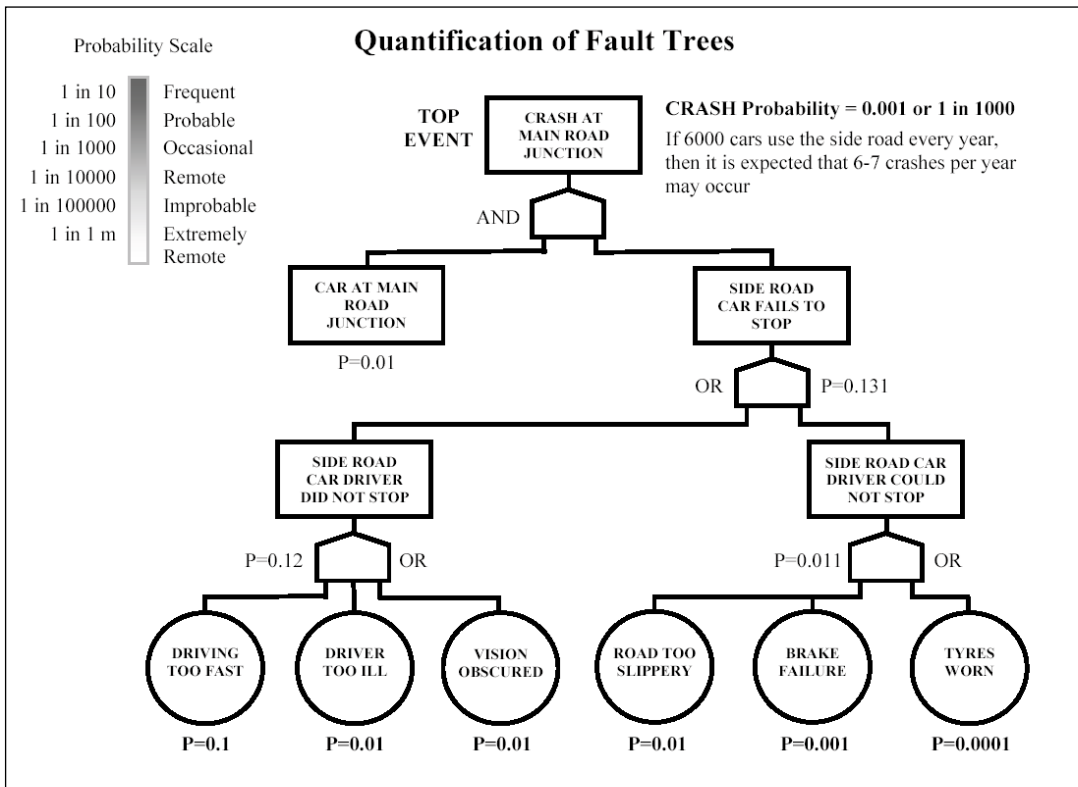 Quantification of Fault Trees
Probability Scale
1 in 10 Frequent
1 in 100 Probable
1 in 1000 Occasional
1 in 10000 Remote
1 in 100000 Improbable
1 in 1 m Extremely
Remote
TOP
EVENT
CRASH AT
MAIN ROAD
JUNCTION
CRASH Probability = 0.001 or 1 in 1000
If 6000 cars use the side road every year,
then it is expected that 6-7 crashes per year
may occur
AND
CAR AT MAIN
ROAD
JUNCTION
P=0.01
SIDE ROAD
CAR FAILS TO
STOP
OR
P=0.131
SIDE ROAD
CAR DRIVER
DID NOT STOP
P=0.12
OR
SIDE ROAD CAR
DRIVER COULD
NOT STOP
P=0.011
OR
DRIVING
TOO FAST
P=0.1
DRIVER
TOO ILL
P=0.01
VISION
OBSCURED
P=0.01
ROAD TOO
SLIPPERY
P=0.01
BRAKE
FAILURE
P=0.001
TYRES
WORN
P=0.0001